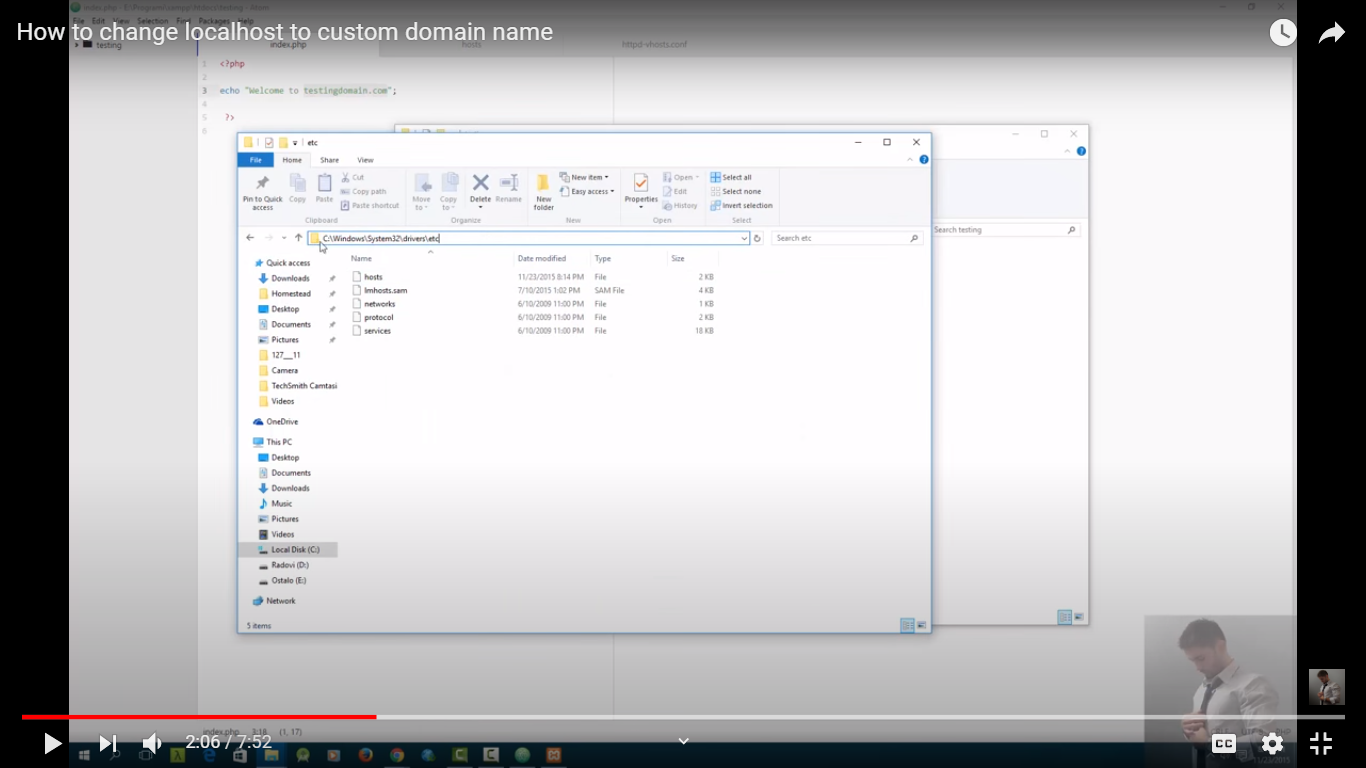 index.php - E:\Program\xampp\htdocs\testing - Atom
File Edit View Selection Find Packages Help
How to change localhost to custom domain name
testing
index.php
hosts
httpd-vhosts.conf
1 <?php
2
3 echo "Welcome to testingdomain.com";
4
5 ?>
6
etc
File Home Share View
Pin to Quick access
Copy
Paste
Cut
Copy path
Paste shortcut
Clipboard
Move to
Copy to
Delete
Rename
Organize
New folder
New item
Easy access
New
Properties
Open
Edit
History
Open
Select all
Select none
Invert selection
Select
C:\Windows\System32\drivers\etc
Search etc
Search testing
Name Date modified Type Size
hosts 11/23/2015 8:14 PM File 2 KB
lmhosts.sam 7/10/2015 1:02 PM SAM File 4 KB
networks 6/10/2009 11:00 PM File 1 KB
protocol 6/10/2009 11:00 PM File 2 KB
services 6/10/2009 11:00 PM File 18 KB
Quick access
Downloads
Homestead
Desktop
Documents
Pictures
127__11
Camera
TechSmith Camtasi
Videos
OneDrive
This PC
Desktop
Documents
Downloads
Music
Pictures
Videos
Local Disk (C:)
Radovi (D:)
Ostalo (E:)
Network
5 items
index.php 3:18 (1, 17)
2:06 / 7:52
CC
11/23/2015